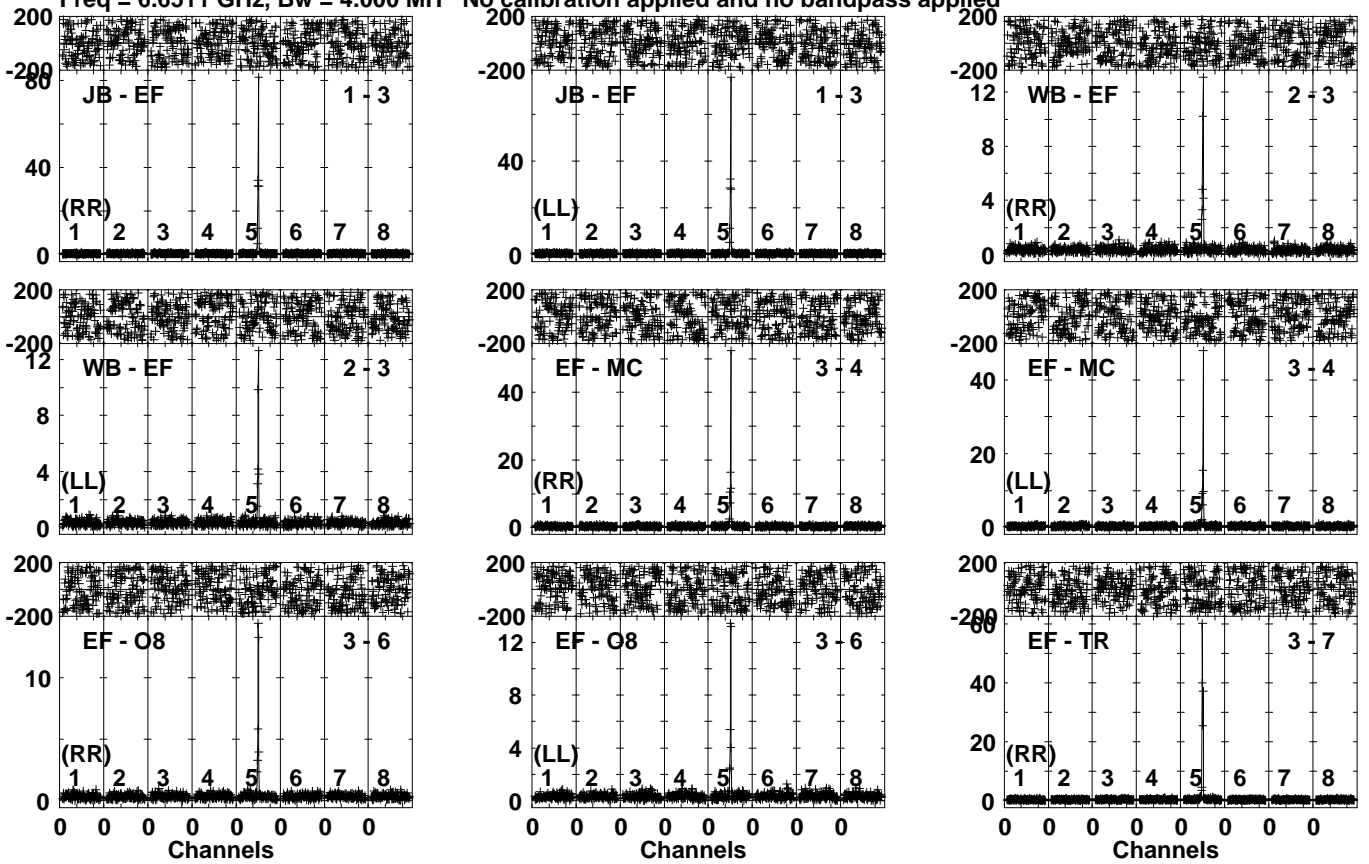 Freq = 6.6511 GHz, Bw = 4.000 MH No calibration applied and no bandpass applied
200 200 200
-200 -200 -200
80 JB - EF 1 - 3 JB - EF 1 - 3 12 WB - EF 2 - 3
8
40 40
4
(RR) (LL) (RR)
1 2 3 4 5 6 7 8 1 2 3 4 5 6 7 8 1 2 3 4 5 6 7 8
0 0 0
200 200 200
-200 -200 -200
12 WB - EF 2 - 3 EF - MC 3 - 4 EF - MC 3 - 4
40 40
8
20 20
4
(LL) (RR) (LL)
1 2 3 4 5 6 7 8 1 2 3 4 5 6 7 8 1 2 3 4 5 6 7 8
0 0 0
200 200 200
-200 -200 -200
60
EF - O8 3 - 6 12 EF - O8 3 - 6 EF - TR 3 - 7
10 8 40
4 20
(RR) (LL) (RR)
1 2 3 4 5 6 7 8 1 2 3 4 5 6 7 8 1 2 3 4 5 6 7 8
0 0 0
0 0 0 0 0 0 0 0 0 0 0 0 0 0 0 0 0 0 0 0 0 0 0 0
Channels Channels Channels